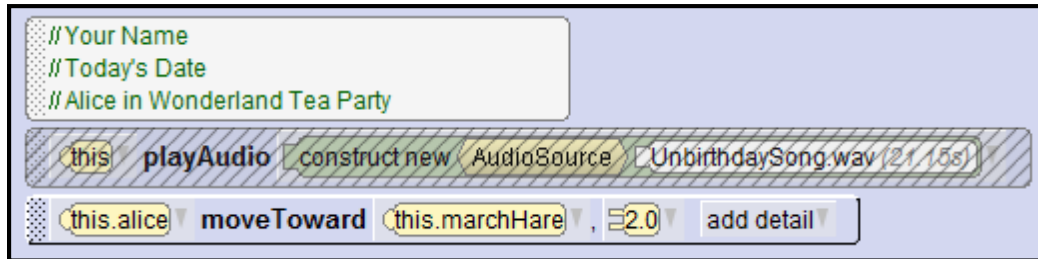 //Your Name
//Today's Date
//Alice in Wonderland Tea Party
this playAudio construct new AudioSource UnbirthdaySong.wav (21.15s)
this.alice moveToward this.marchHare , 2.0 add detail